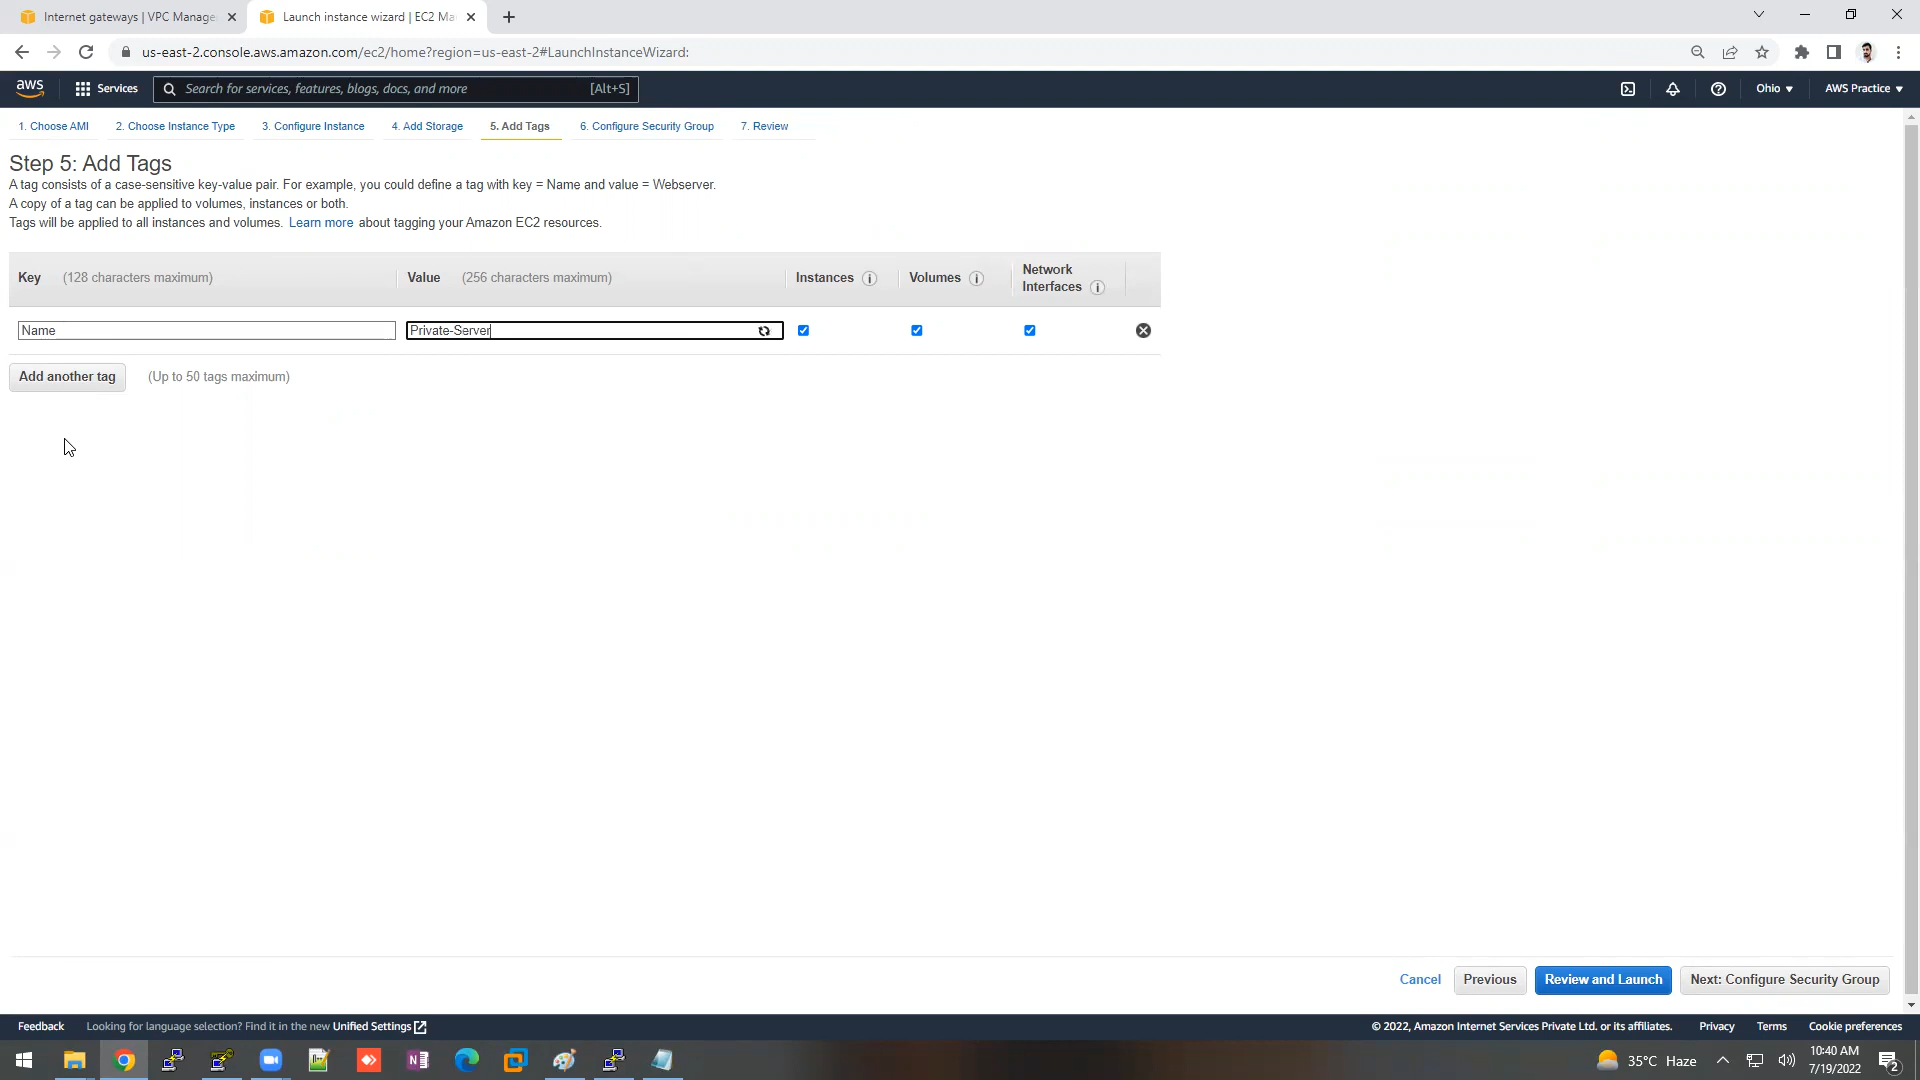 Internet gateways | VPC Manage
Launch instance wizard | EC2 Ma
us-east-2.console.aws.amazon.com/ec2/home?region=us-east-2#LaunchInstanceWizard:
aws
Services
Search for services, features, blogs, docs, and more
[Alt+S]
Ohio
AWS Practice
1. Choose AMI
2. Choose Instance Type
3. Configure Instance
4. Add Storage
5. Add Tags
6. Configure Security Group
7. Review
Step 5: Add Tags
A tag consists of a case-sensitive key-value pair. For example, you could define a tag with key = Name and value = Webserver.
A copy of a tag can be applied to volumes, instances or both.
Tags will be applied to all instances and volumes. Learn more about tagging your Amazon EC2 resources.
Key (128 characters maximum)
Value (256 characters maximum)
Instances
Volumes
Network
Interfaces
Name
Private-Server
Add another tag
(Up to 50 tags maximum)
Cancel
Previous
Review and Launch
Next: Configure Security Group
Feedback
Looking for language selection? Find it in the new Unified Settings
© 2022, Amazon Internet Services Private Ltd. or its affiliates.
Privacy
Terms
Cookie preferences
35°C Haze
10:40 AM
7/19/2022
2